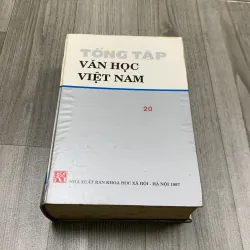 TỔNG TẬP
VĂN HỌC
VIỆT NAM
20
NHÀ XUẤT BẢN KHOA HỌC XÃ HỘI - HÀ NỘI 1997